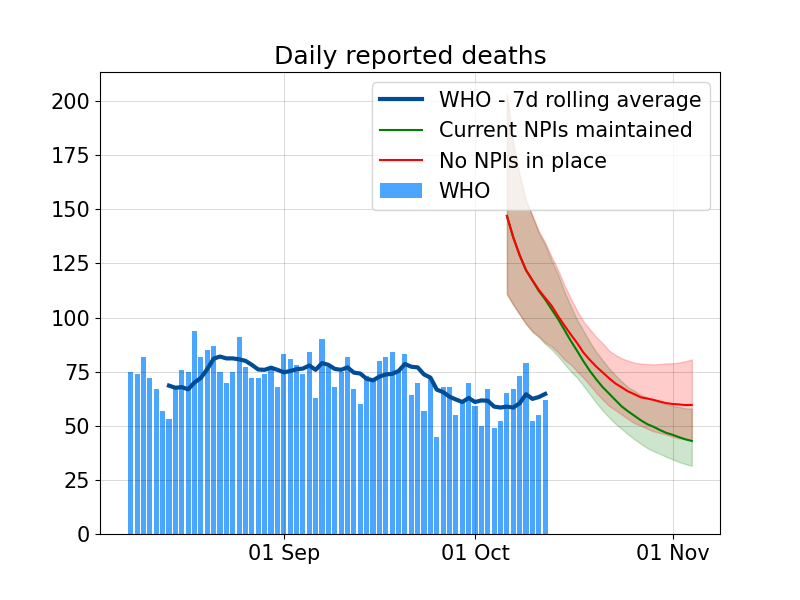 Daily reported deaths
WHO - 7d rolling average
Current NPIs maintained
No NPIs in place
WHO
200
175
150
125
100
75
50
25
0
01 Sep
01 Oct
01 Nov